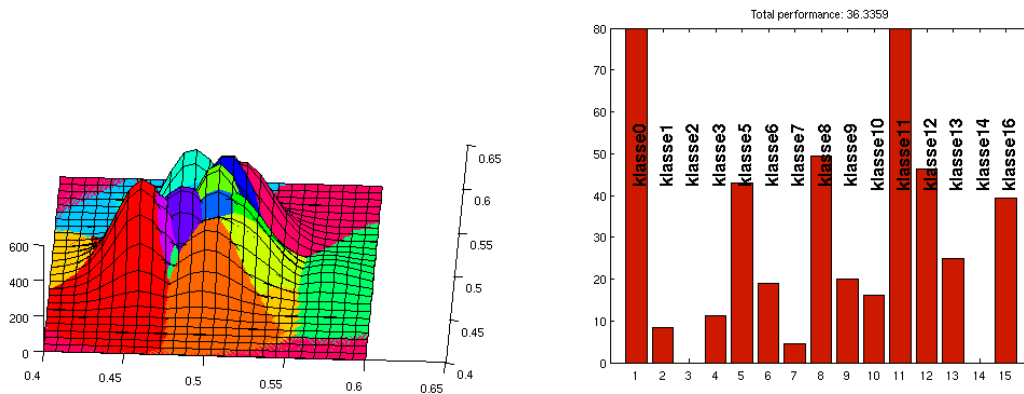 Total performance: 36.3359
80
70
60
50
40
30
20
10
0
klasse0
klasse1
klasse2
klasse3
klasse5
klasse6
klasse7
klasse8
klasse9
klasse10
klasse11
klasse12
klasse13
klasse14
klasse16
1 2 3 4 5 6 7 8 9 10 11 12 13 14 15
600
400
200
0
0.4 0.45 0.5 0.55 0.6 0.65
0.65
0.6
0.55
0.5
0.45
0.4